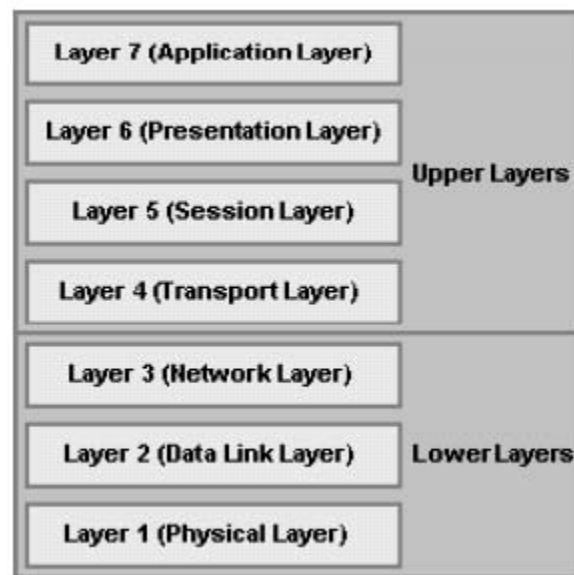 Layer 7 (Application Layer)
Layer 6 (Presentation Layer)
Upper Layers
Layer 5 (Session Layer)
Layer 4 (Transport Layer)
Layer 3 (Network Layer)
Layer 2 (Data Link Layer)
Lower Layers
Layer 1 (Physical Layer)